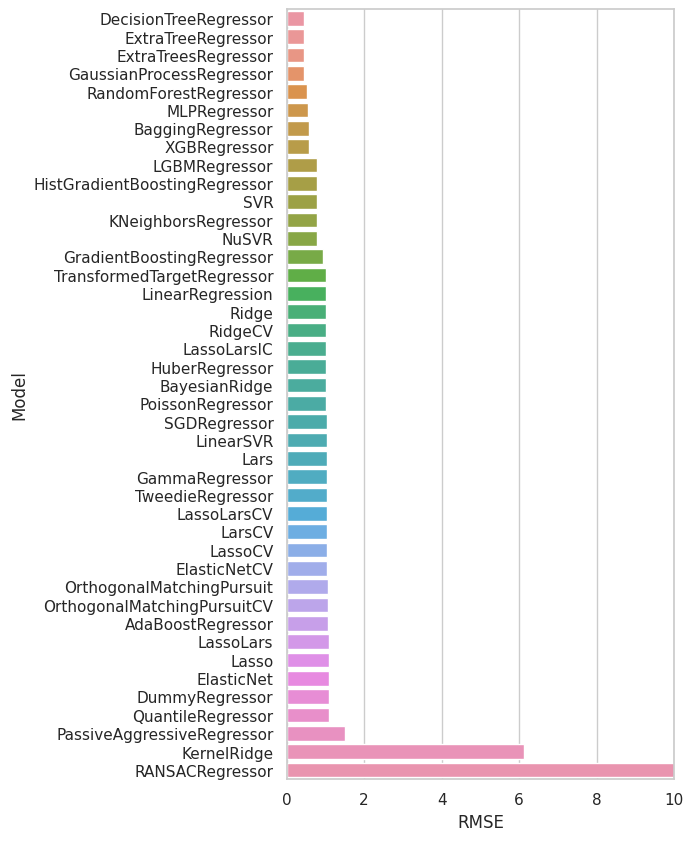 DecisionTreeRegressor
ExtraTreeRegressor
ExtraTreesRegressor
GaussianProcessRegressor
RandomForestRegressor
MLPRegressor
BaggingRegressor
XGBRegressor
LGBMRegressor
HistGradientBoostingRegressor
SVR
KNeighborsRegressor
NuSVR
GradientBoostingRegressor
TransformedTargetRegressor
LinearRegression
Ridge
RidgeCV
LassoLarsIC
HuberRegressor
BayesianRidge
PoissonRegressor
SGDRegressor
LinearSVR
Lars
GammaRegressor
TweedieRegressor
LassoLarsCV
LarsCV
LassoCV
ElasticNetCV
OrthogonalMatchingPursuit
OrthogonalMatchingPursuitCV
AdaBoostRegressor
LassoLars
Lasso
ElasticNet
DummyRegressor
QuantileRegressor
PassiveAggressiveRegressor
KernelRidge
RANSACRegressor
Model
0 2 4 6 8 10
RMSE